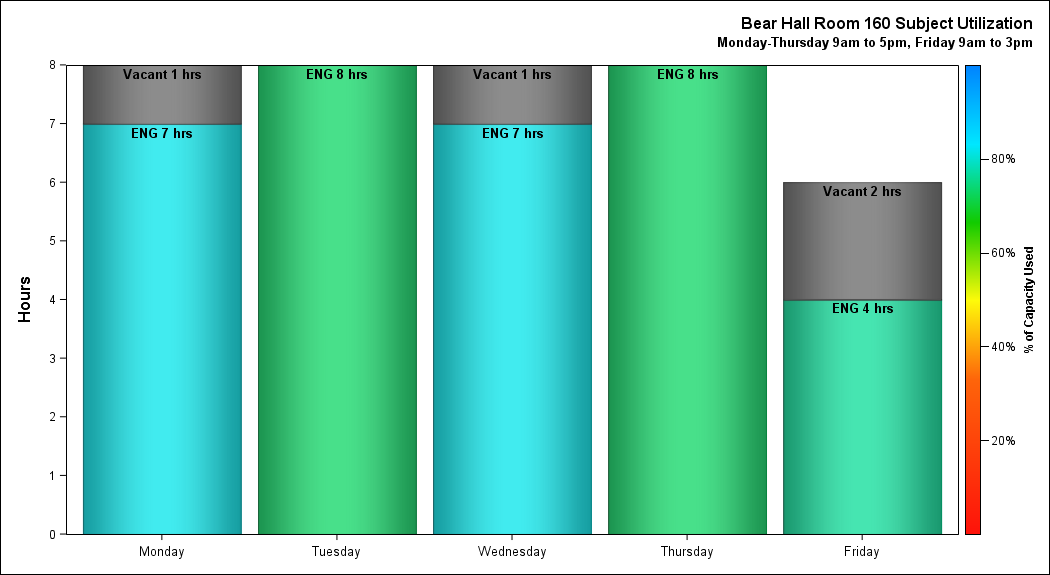 Bear Hall Room 160 Subject Utilization
Monday-Thursday 9am to 5pm, Friday 9am to 3pm
Hours
8
7
6
5
4
3
2
1
0
Vacant 1 hrs
ENG 7 hrs
ENG 8 hrs
Vacant 1 hrs
ENG 7 hrs
ENG 8 hrs
Vacant 2 hrs
ENG 4 hrs
Monday
Tuesday
Wednesday
Thursday
Friday
80%
60%
40%
20%
% of Capacity Used